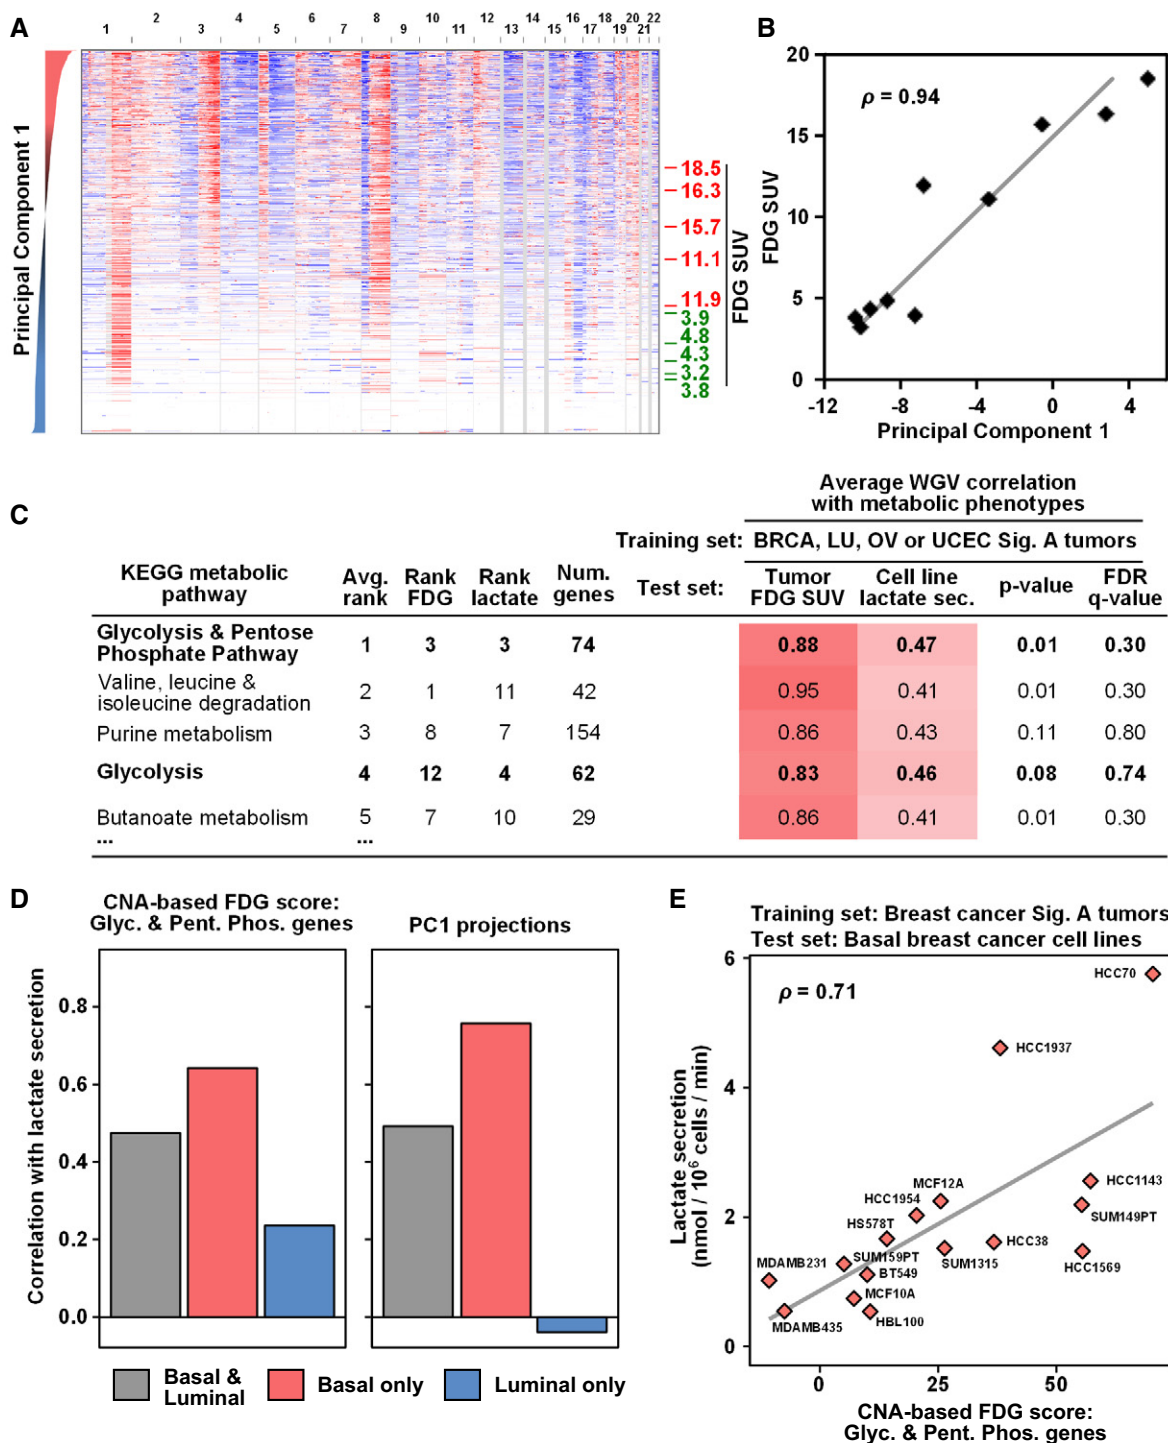 A
1 2 3 4 5 6 7 8 9 10 11 12 13 14 15 16 17 18 19 20 21 22
Principal Component 1
18.5
16.3
15.7
11.1
11.9
3.9
4.8
4.3
3.2
3.8
FDG SUV
B
20
15
10
5
0
FDG SUV
ρ = 0.94
-12 -8 -4 0 4
Principal Component 1
C
Average WGV correlation
with metabolic phenotypes
Training set: BRCA, LU, OV or UCEC Sig. A tumors
KEGG metabolic
pathway
Avg.
rank
Rank
FDG
Rank
lactate
Num.
genes
Test set:
Tumor
FDG SUV
Cell line
lactate sec.
p-value
FDR
q-value
Glycolysis & Pentose
Phosphate Pathway
1 3 3 74 0.88 0.47 0.01 0.30
Valine, leucine &
isoleucine degradation
2 1 11 42 0.95 0.41 0.01 0.30
Purine metabolism 3 8 7 154 0.86 0.43 0.11 0.80
Glycolysis 4 12 4 62 0.83 0.46 0.08 0.74
Butanoate metabolism 5 7 10 29 0.86 0.41 0.01 0.30
... ...
D
CNA-based FDG score:
Glyc. & Pent. Phos. genes
PC1 projections
Correlation with lactate secretion
0.8
0.6
0.4
0.2
0.0
Basal &
Luminal
Basal only
Luminal only
E
Training set: Breast cancer Sig. A tumors
Test set: Basal breast cancer cell lines
6
4
2
0
Lactate secretion
(nmol / 10⁶ cells / min)
ρ = 0.71
HCC70
HCC1937
MCF12A
HCC1954
HCC1143
SUM149PT
HS578T
HCC38
SUM159PT
MDAMB231
SUM1315
HCC1569
BT549
MCF10A
HBL100
MDAMB435
0 25 50
CNA-based FDG score:
Glyc. & Pent. Phos. genes